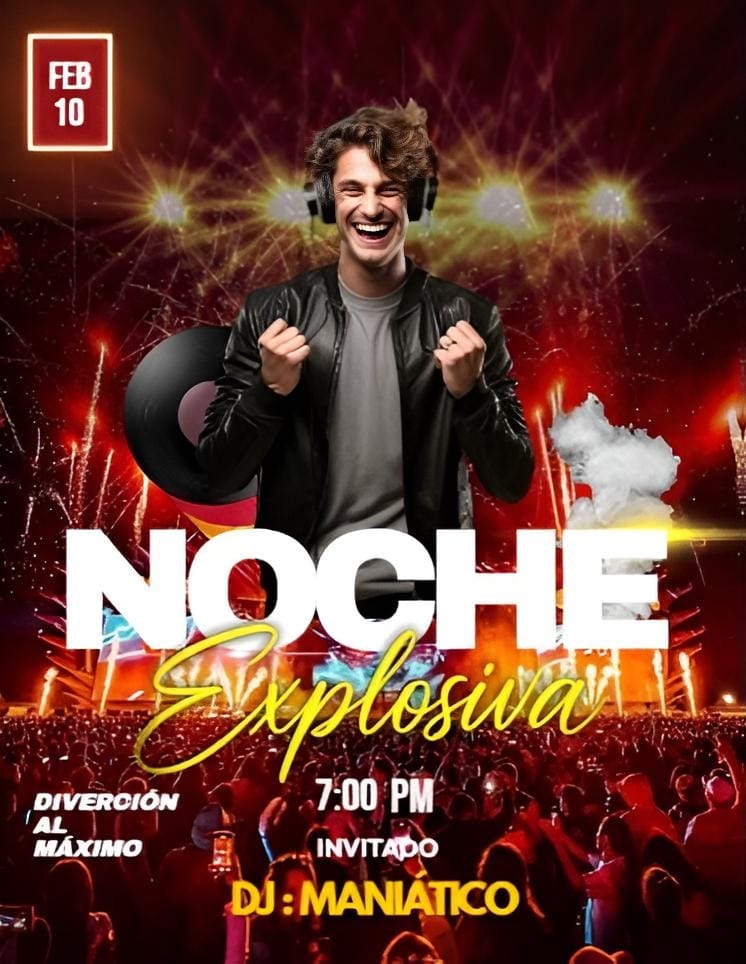 FEB
10
NOCHE
Explosiva
7:00 PM
DIVERCIÓN
AL
MÁXIMO
INVITADO
DJ : MANIÁTICO